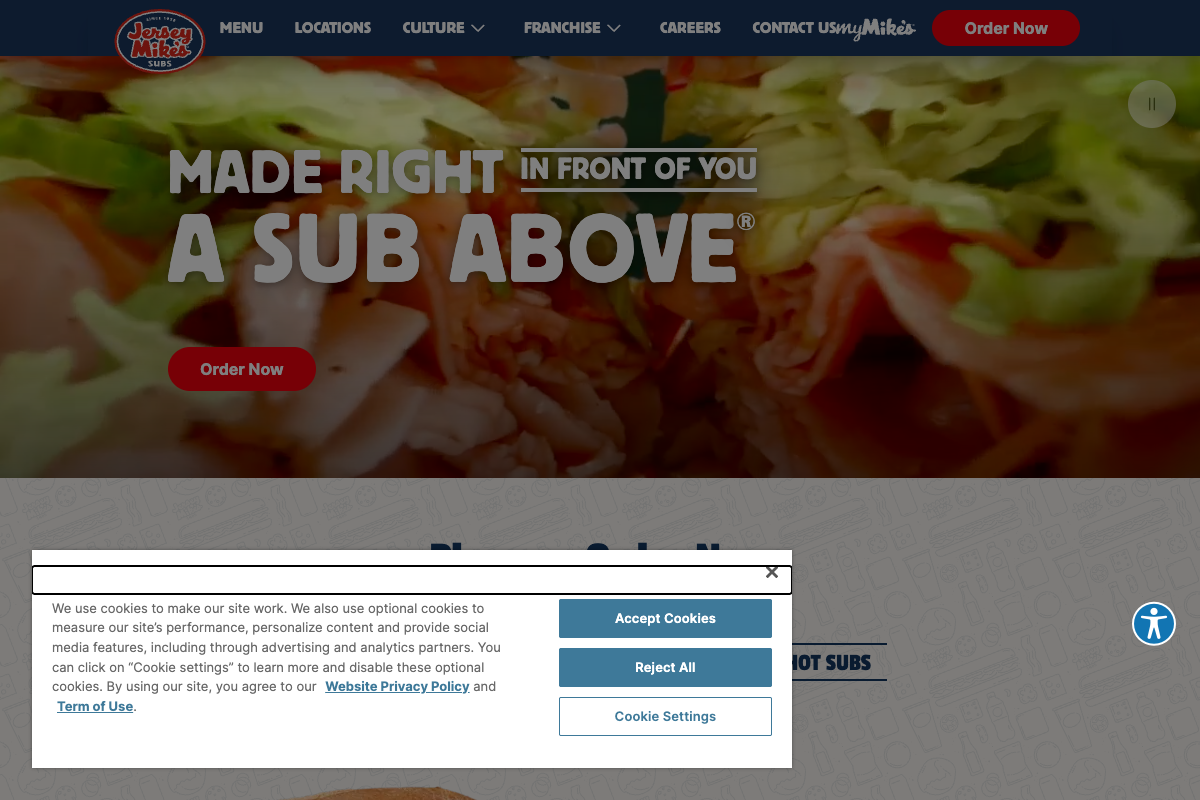 SINCE 1956
Jersey
Mike's
SUBS
MENU
LOCATIONS
CULTURE
FRANCHISE
CAREERS
CONTACT US
myMike's
Order Now
MADE RIGHT IN FRONT OF YOU
A SUB ABOVE®
Order Now
HOT SUBS
We use cookies to make our site work. We also use optional cookies to
measure our site’s performance, personalize content and provide social
media features, including through advertising and analytics partners. You
can click on “Cookie settings” to learn more and disable these optional
cookies. By using our site, you agree to our Website Privacy Policy and
Term of Use.
Accept Cookies
Reject All
Cookie Settings